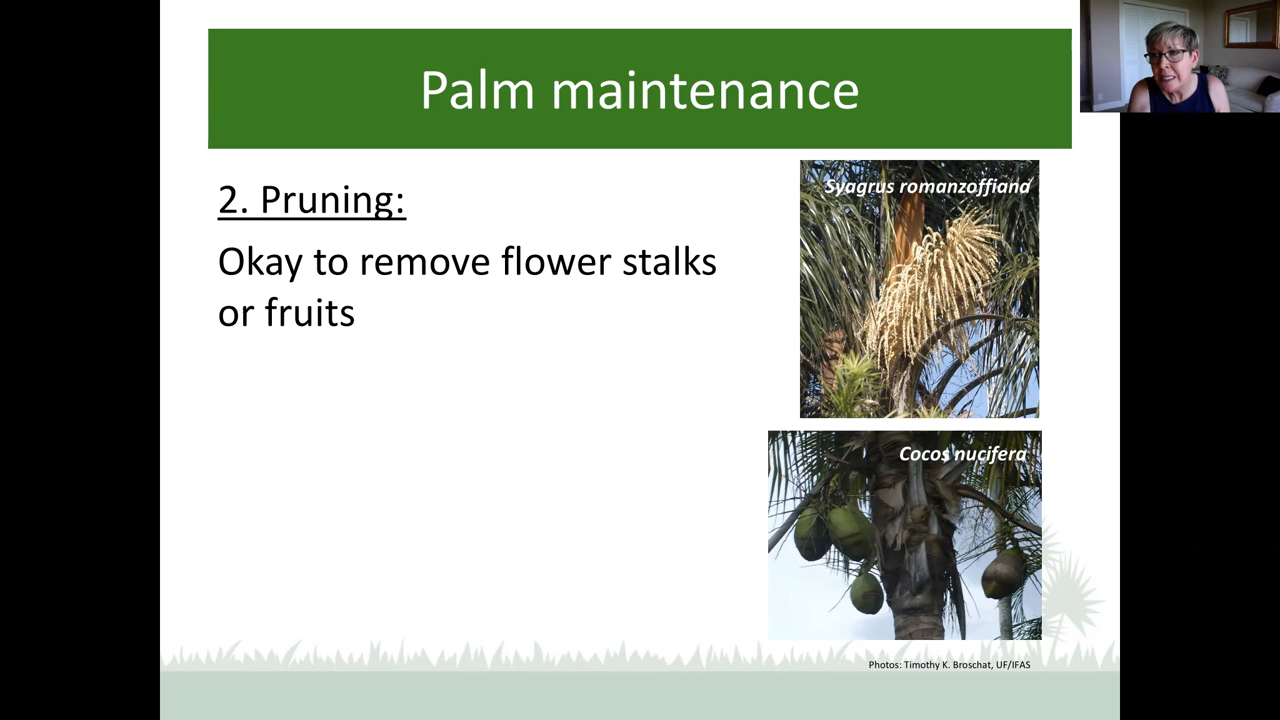 Palm maintenance
2. Pruning:
Okay to remove flower stalks
or fruits
Syagrus romanzoffiana
Cocos nucifera
Photos: Timothy K. Broschat, UF/IFAS